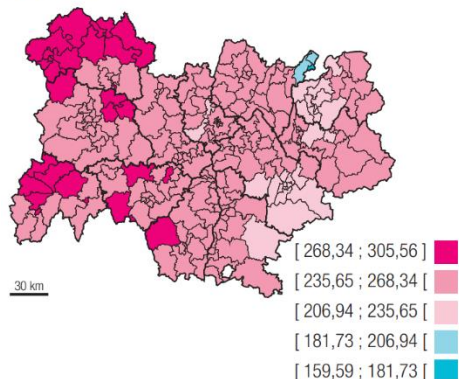 30 km
[ 268,34 ; 305,56 ]
[ 235,65 ; 268,34 [
[ 206,94 ; 235,65 [
[ 181,73 ; 206,94 [
[ 159,59 ; 181,73 [